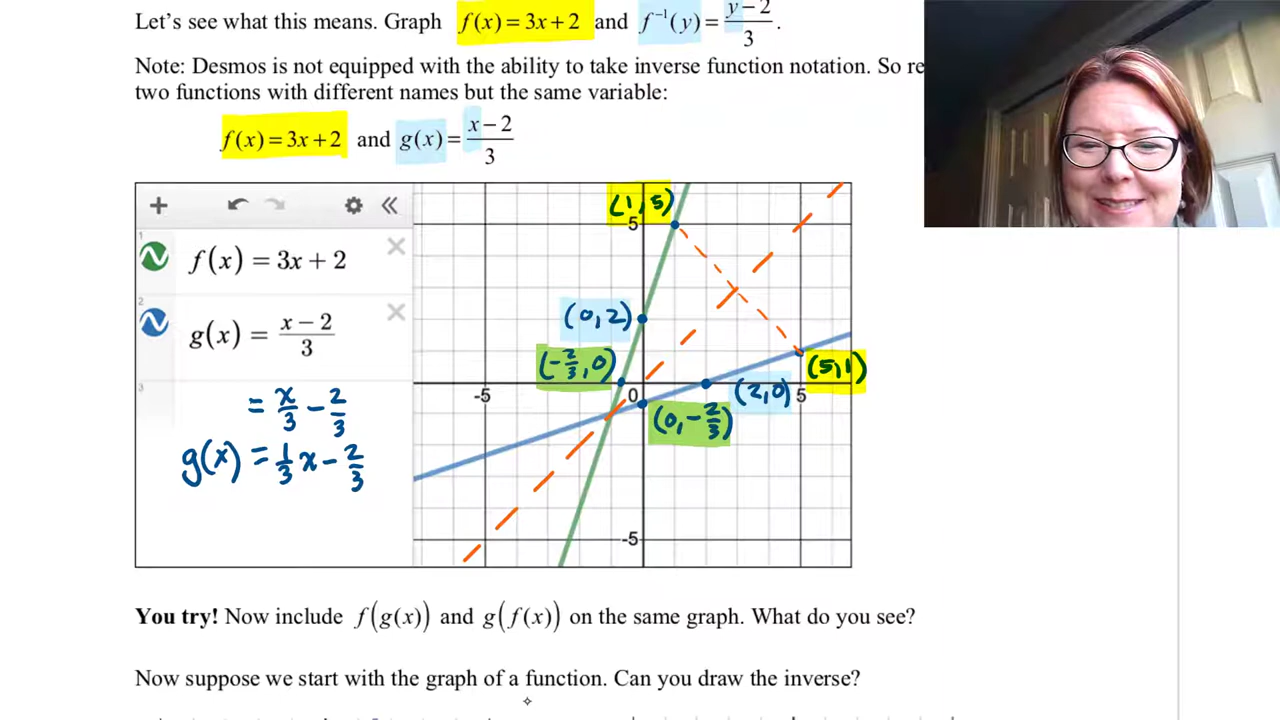 Let's see what this means. Graph f(x) = 3x + 2 and f⁻¹(y) = (y − 2)/3.
Note: Desmos is not equipped with the ability to take inverse function notation. So re
two functions with different names but the same variable:
f(x) = 3x + 2 and g(x) = (x − 2)/3
1
f(x) = 3x + 2
2
g(x) = (x − 2)/3
3
= x/3 − 2/3
g(x) = 1/3 x − 2/3
(1, 5)
5
(0, 2)
(-2/3, 0)
(5, 1)
-5
0
(2, 0)
5
(0, -2/3)
-5
You try! Now include f(g(x)) and g(f(x)) on the same graph. What do you see?
Now suppose we start with the graph of a function. Can you draw the inverse?